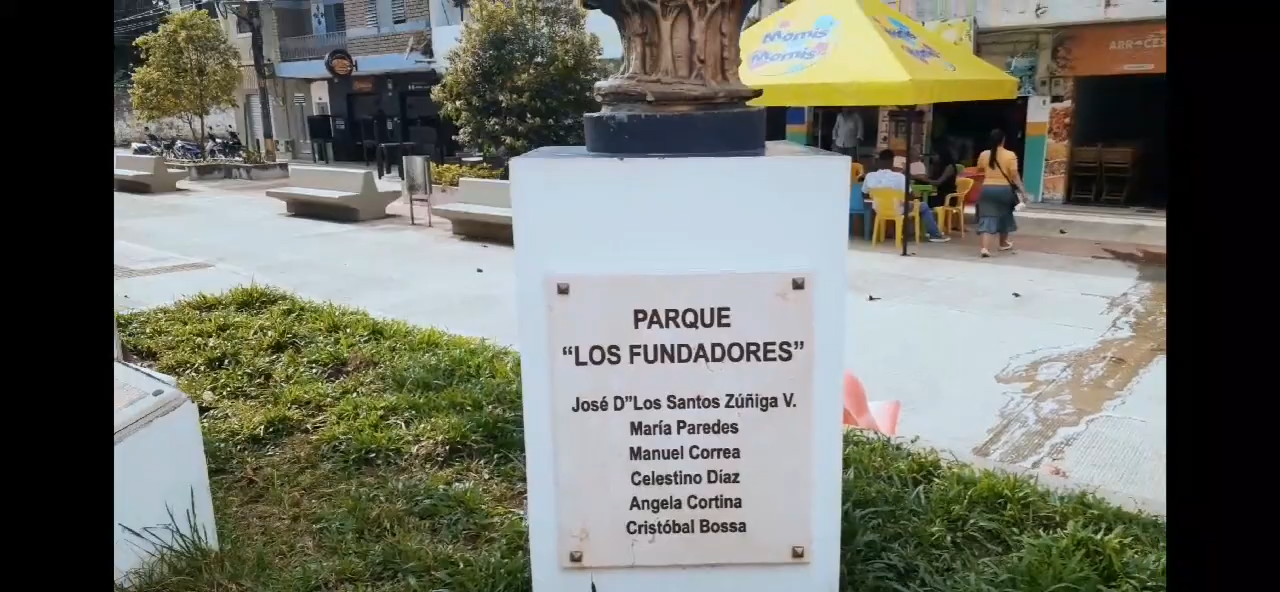 Momis
Momis
ARROCES
PARQUE
“LOS FUNDADORES”
José D”Los Santos Zúñiga V.
María Paredes
Manuel Correa
Celestino Díaz
Angela Cortina
Cristóbal Bossa